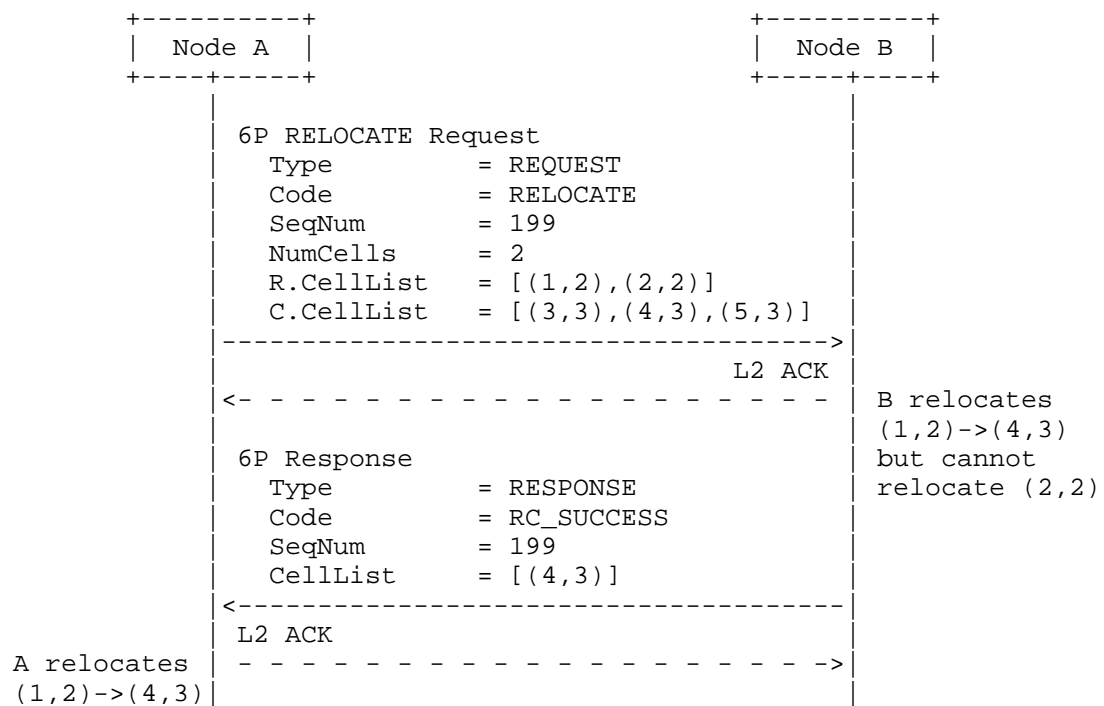 Node A Node B
6P RELOCATE Request
Type = REQUEST
Code = RELOCATE
SeqNum = 199
NumCells = 2
R.CellList = [(1,2),(2,2)]
C.CellList = [(3,3),(4,3),(5,3)]
L2 ACK
B relocates
(1,2)->(4,3)
6P Response but cannot
Type = RESPONSE relocate (2,2)
Code = RC_SUCCESS
SeqNum = 199
CellList = [(4,3)]
L2 ACK
A relocates
(1,2)->(4,3)